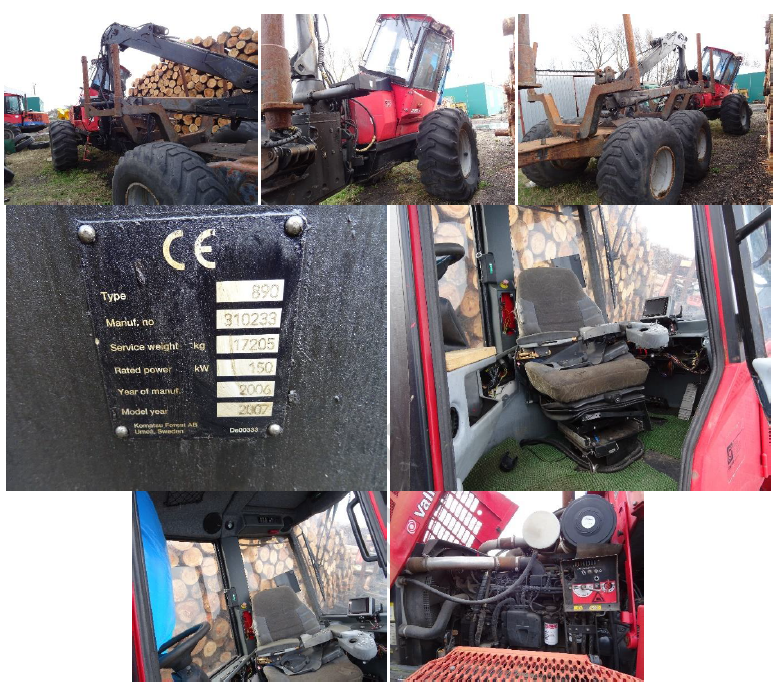 CE
Type 890
Manuf. no 310233
Service weight kg 17205
Rated power kW 150
Year of manuf. 2006
Model year 2007
Komatsu Forest AB
Umeå, Sweden De00333
val